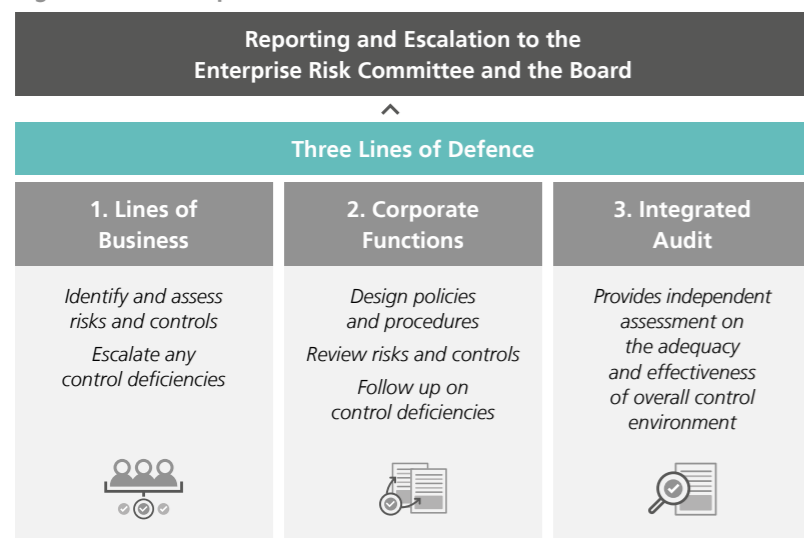 Reporting and Escalation to the
Enterprise Risk Committee and the Board
Three Lines of Defence
1. Lines of
Business
Identify and assess
risks and controls
Escalate any
control deficiencies
2. Corporate
Functions
Design policies
and procedures
Review risks and controls
Follow up on
control deficiencies
3. Integrated
Audit
Provides independent
assessment on
the adequacy
and effectiveness
of overall control
environment